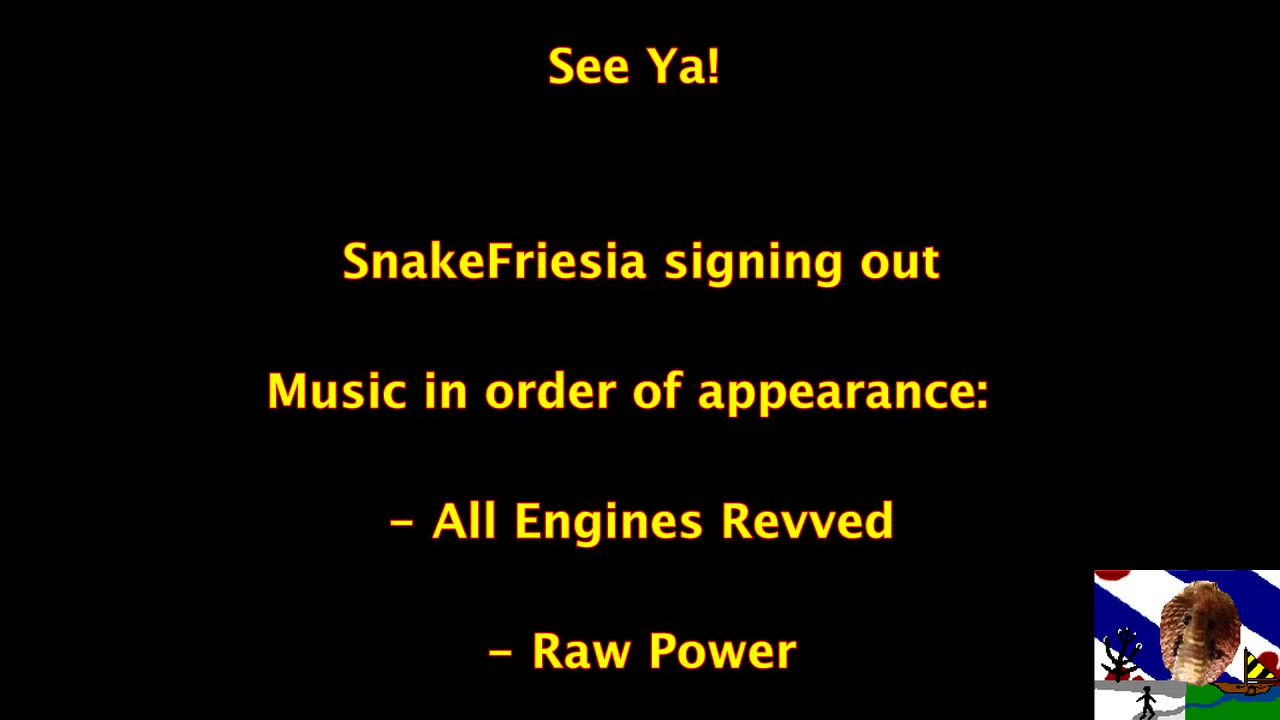 See Ya!
SnakeFriesia signing out
Music in order of appearance:
- All Engines Revved
- Raw Power